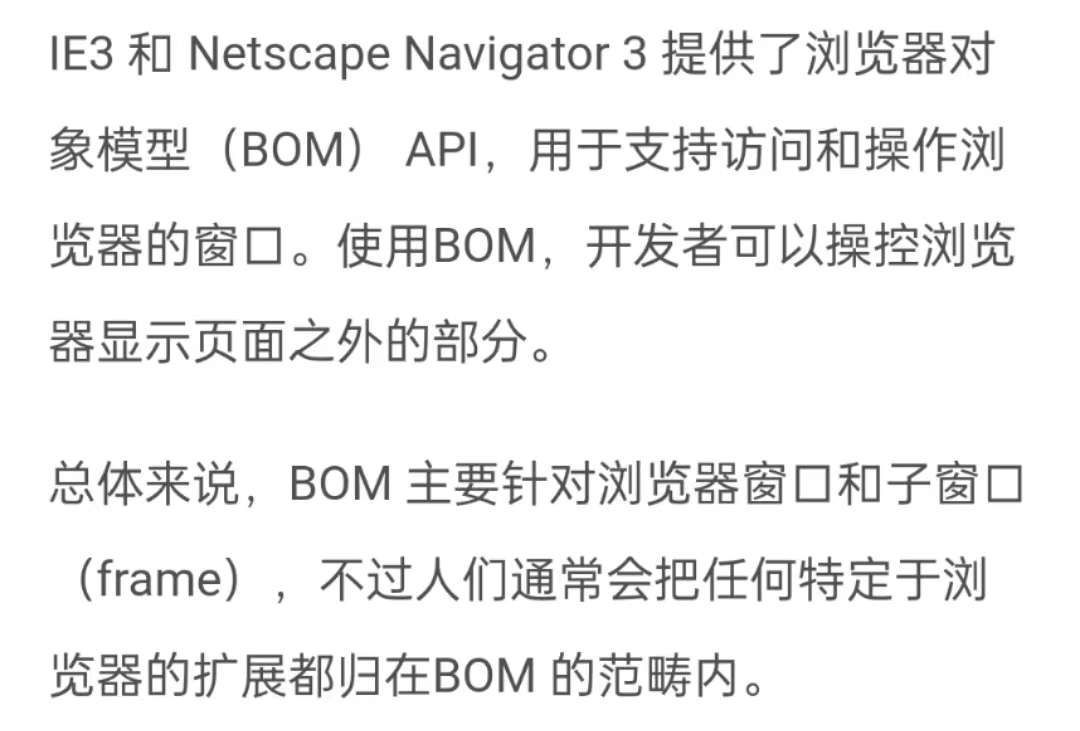 IE3 和 Netscape Navigator 3 提供了浏览器对
象模型（BOM） API，用于支持访问和操作浏
览器的窗口。使用BOM，开发者可以操控浏览
器显示页面之外的部分。
总体来说，BOM 主要针对浏览器窗口和子窗口
（frame），不过人们通常会把任何特定于浏
览器的扩展都归在BOM 的范畴内。